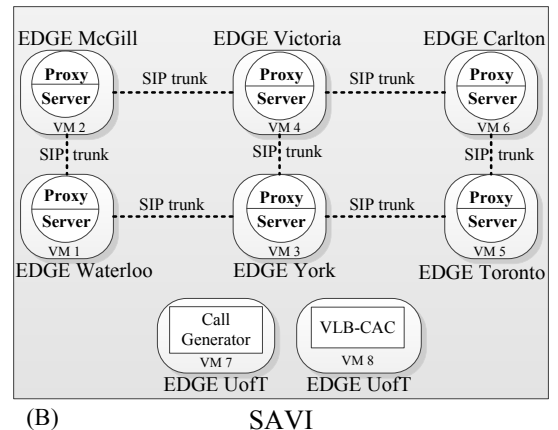 EDGE McGill EDGE Victoria EDGE Carlton
Proxy Server VM 2
SIP trunk
Proxy Server VM 4
SIP trunk
Proxy Server VM 6
SIP trunk SIP trunk SIP trunk
Proxy Server VM 1
SIP trunk
Proxy Server VM 3
SIP trunk
Proxy Server VM 5
EDGE Waterloo EDGE York EDGE Toronto
Call Generator VM 7
EDGE UofT
VLB-CAC
VM 8
EDGE UofT
(B) SAVI